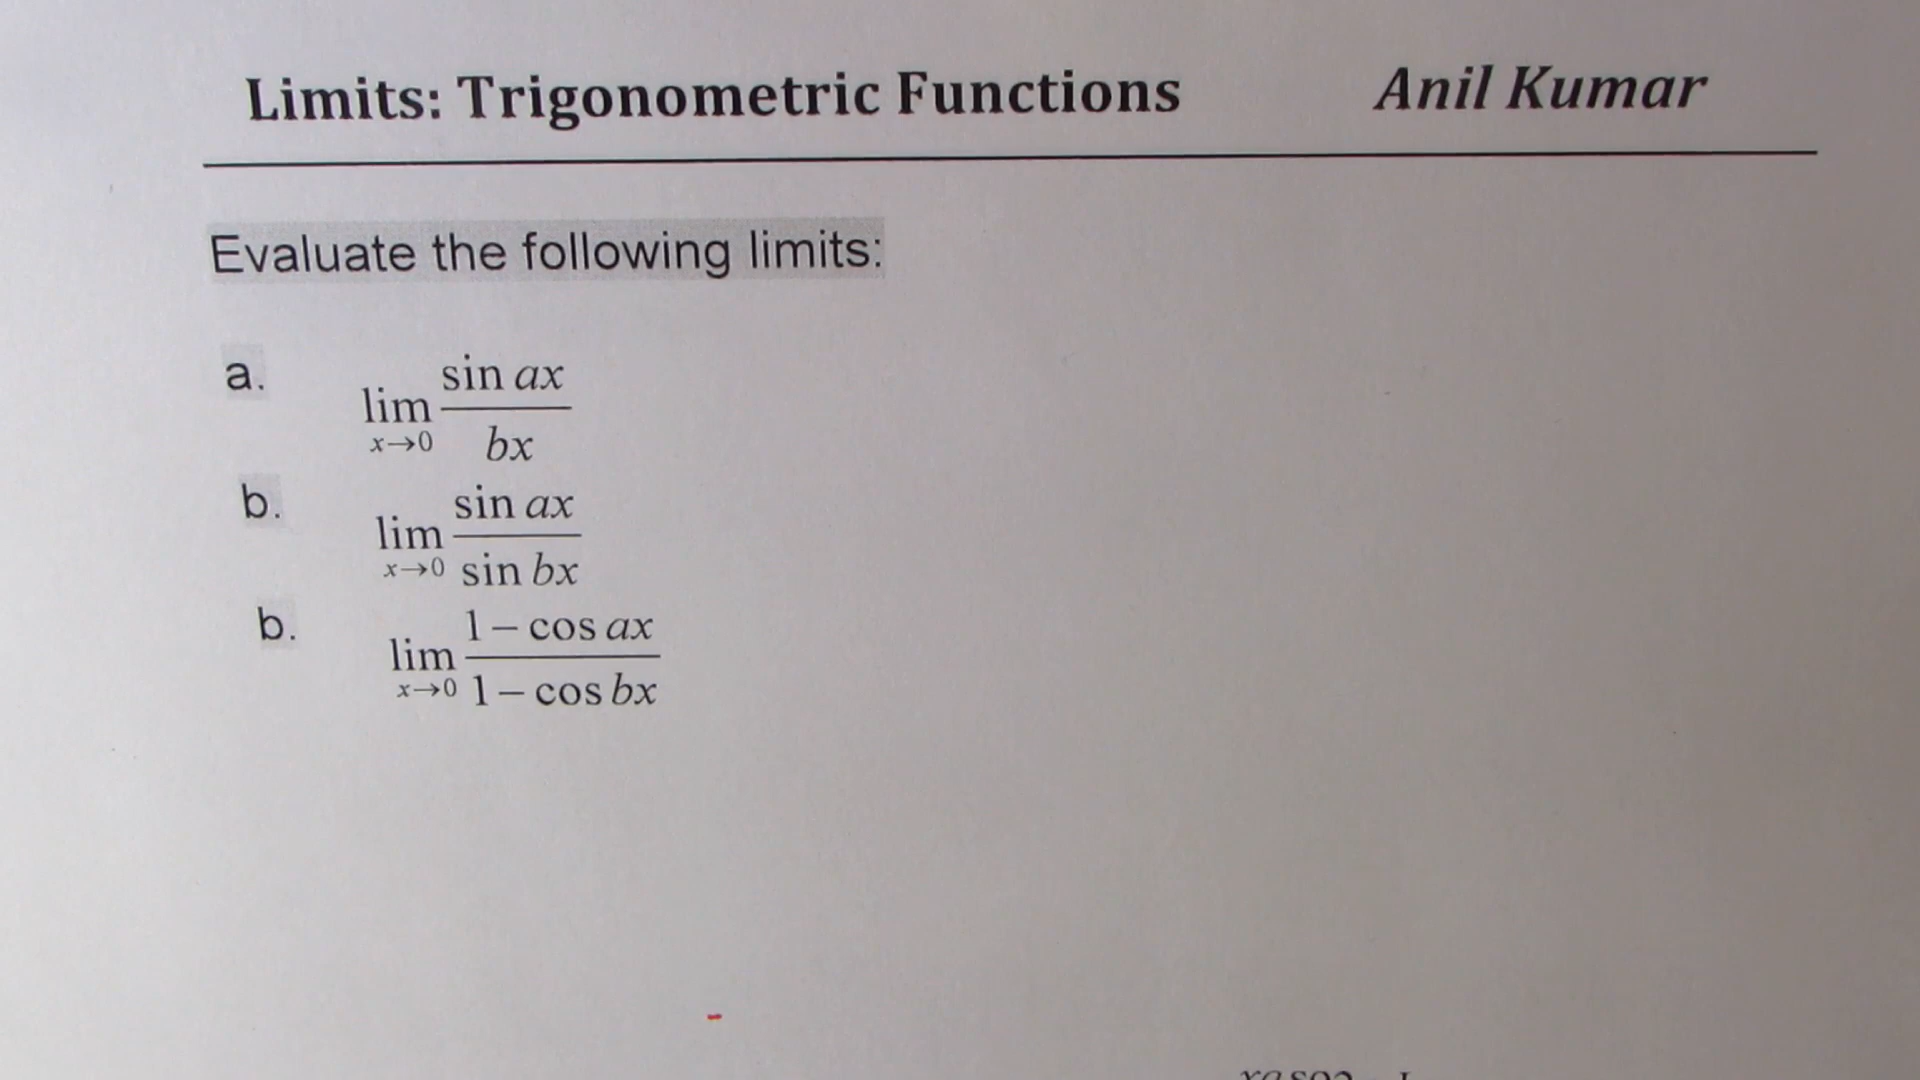 Limits: Trigonometric Functions Anil Kumar
Evaluate the following limits:
a. lim x→0 sin ax / bx
b. lim x→0 sin ax / sin bx
b. lim x→0 1 − cos ax / 1 − cos bx